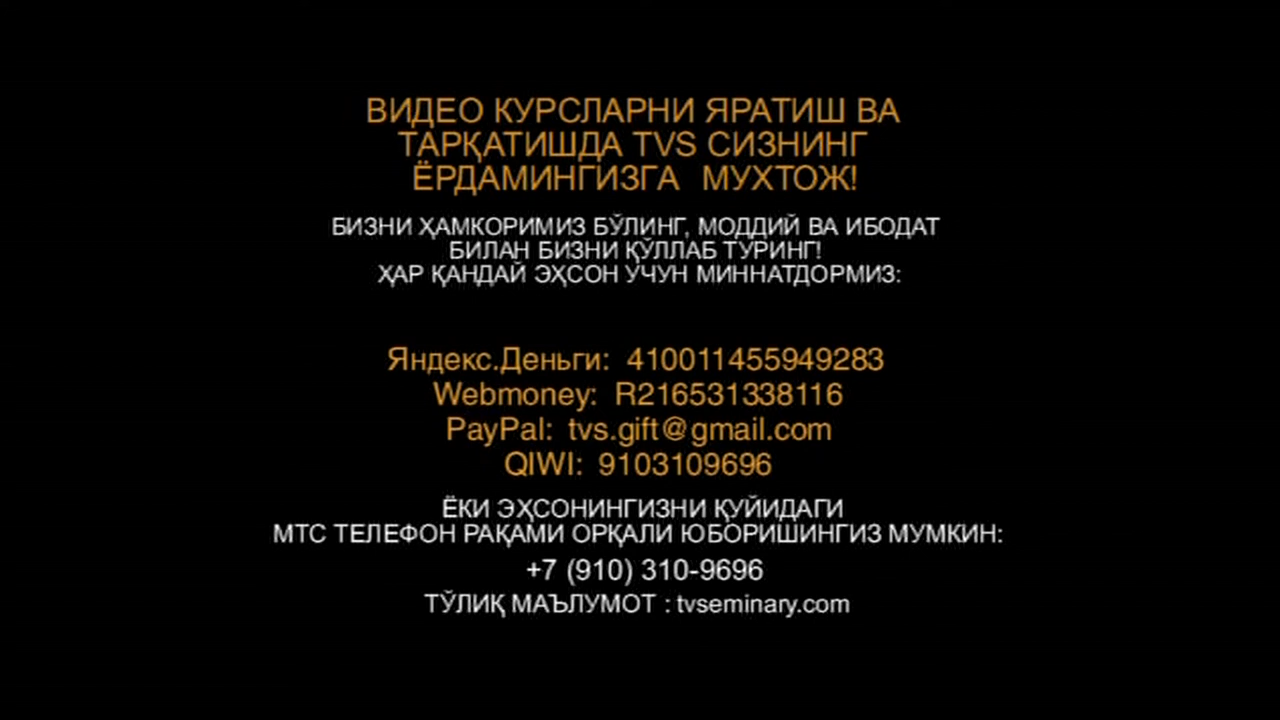 ВИДЕО КУРСЛАРНИ ЯРАТИШ ВА
ТАРҚАТИШДА TVS СИЗНИНГ
ЁРДАМИНГИЗГА МУХТОЖ!
БИЗНИ ҲАМКОРИМИЗ БЎЛИНГ, МОДДИЙ ВА ИБОДАТ
БИЛАН БИЗНИ ҚЎЛЛАБ ТУРИНГ!
ҲАР ҚАНДАЙ ЭҲСОН УЧУН МИННАТДОРМИЗ:
Яндекс.Деньги: 410011455949283
Webmoney: R216531338116
PayPal: tvs.gift@gmail.com
QIWI: 9103109696
ЁКИ ЭҲСОНИНГИЗНИ ҚУЙИДАГИ
МТС ТЕЛЕФОН РАҚАМИ ОРҚАЛИ ЮБОРИШИНГИЗ МУМКИН:
+7 (910) 310-9696
ТЎЛИҚ МАЪЛУМОТ : tvseminary.com